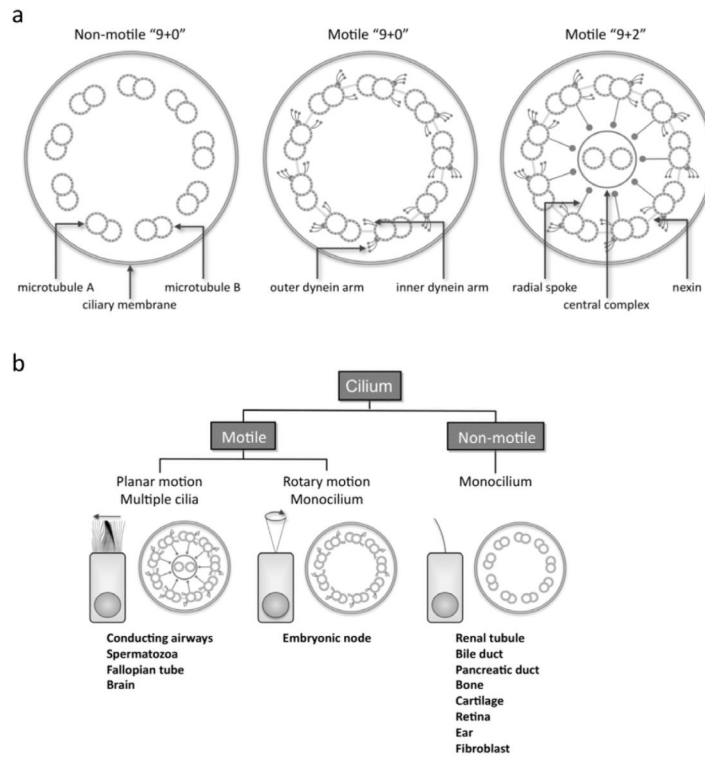 a
Non-motile “9+0”
Motile “9+0”
Motile “9+2”
microtubule A
microtubule B
ciliary membrane
outer dynein arm
inner dynein arm
radial spoke
nexin
central complex
b
Cilium
Motile
Non-motile
Planar motion
Multiple cilia
Rotary motion
Monocilium
Monocilium
Conducting airways
Spermatozoa
Fallopian tube
Brain
Embryonic node
Renal tubule
Bile duct
Pancreatic duct
Bone
Cartilage
Retina
Ear
Fibroblast